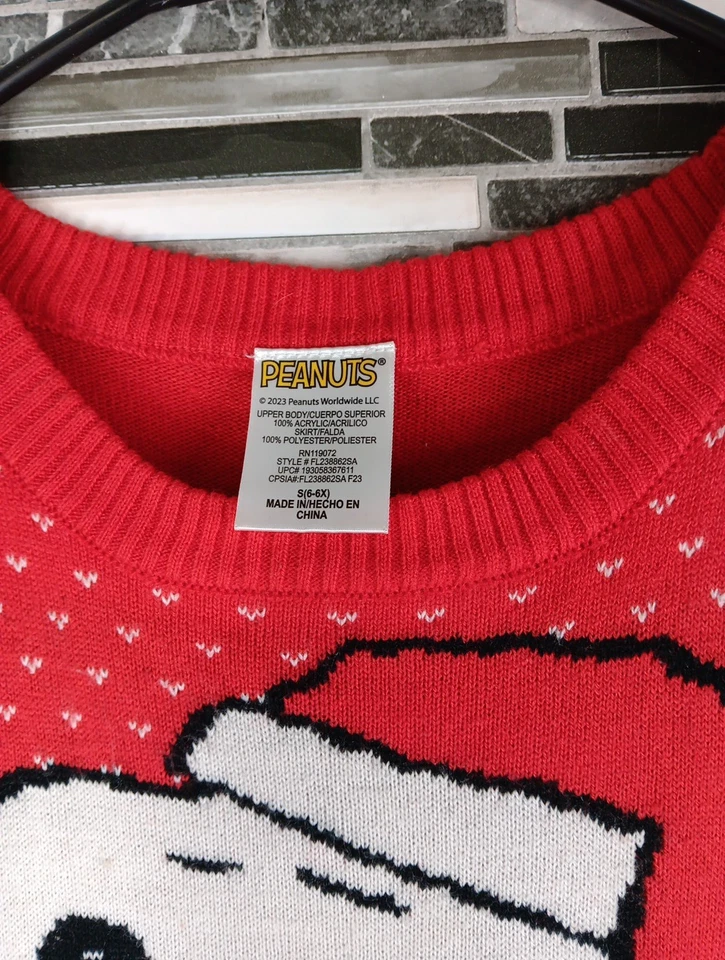 PEANUTS®
© 2023 Peanuts Worldwide LLC
UPPER BODY/CUERPO SUPERIOR
100% ACRYLIC/ACRILICO
SKIRT/FALDA
100% POLYESTER/POLIESTER
RN119072
STYLE # FL238862SA
UPC# 193058367611
CPSIA#:FL238862SA F23
S(6-6X)
MADE IN/HECHO EN
CHINA